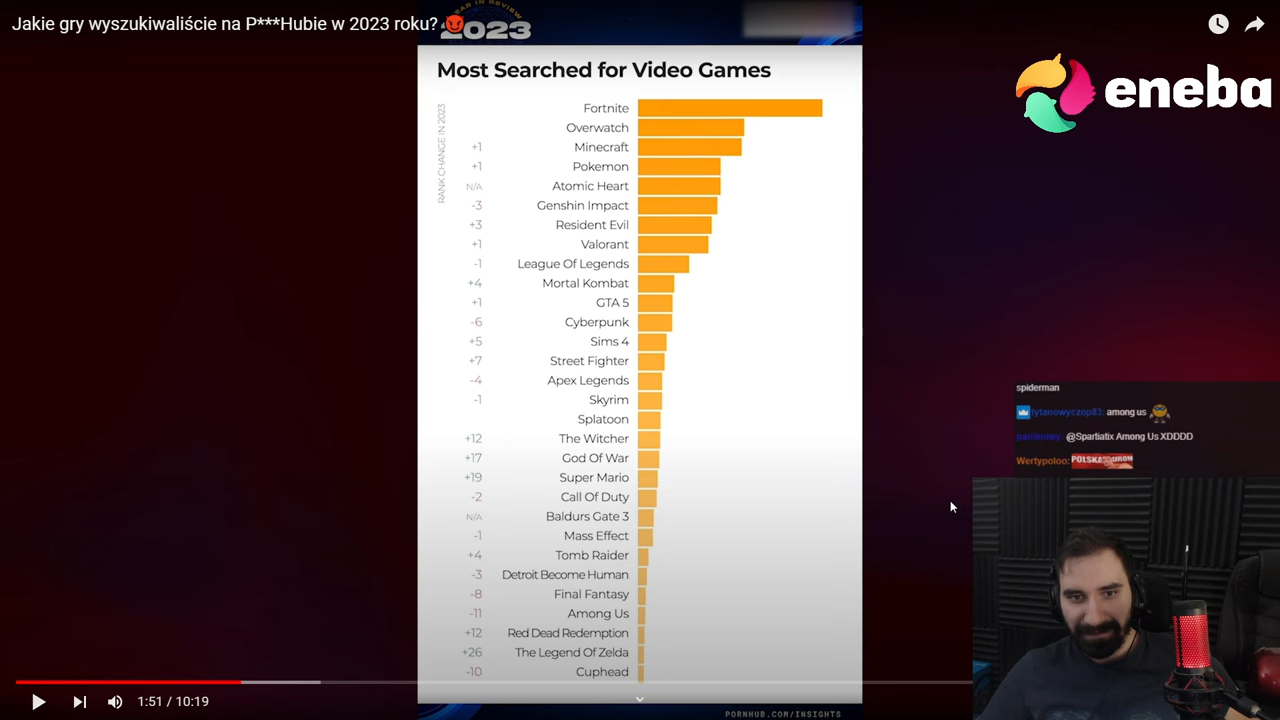 Jakie gry wyszukiwaliście na P***Hubie w 2023 roku? 😈
YEAR IN REVIEW
2023
eneba
Most Searched for Video Games
RANK CHANGE IN 2023
Fortnite
Overwatch
+1 Minecraft
+1 Pokemon
N/A Atomic Heart
-3 Genshin Impact
+3 Resident Evil
+1 Valorant
-1 League Of Legends
+4 Mortal Kombat
+1 GTA 5
-6 Cyberpunk
+5 Sims 4
+7 Street Fighter
-4 Apex Legends
-1 Skyrim
Splatoon
+12 The Witcher
+17 God Of War
+19 Super Mario
-2 Call Of Duty
N/A Baldurs Gate 3
-1 Mass Effect
+4 Tomb Raider
-3 Detroit Become Human
-8 Final Fantasy
-11 Among Us
+12 Red Dead Redemption
+26 The Legend Of Zelda
-10 Cuphead
PORNHUB.COM/INSIGHTS
spiderman
tytanowyczop83: among us
@Spartiatix Among Us XDDDD
Wertypoloo: POLSKA
1:51 / 10:19